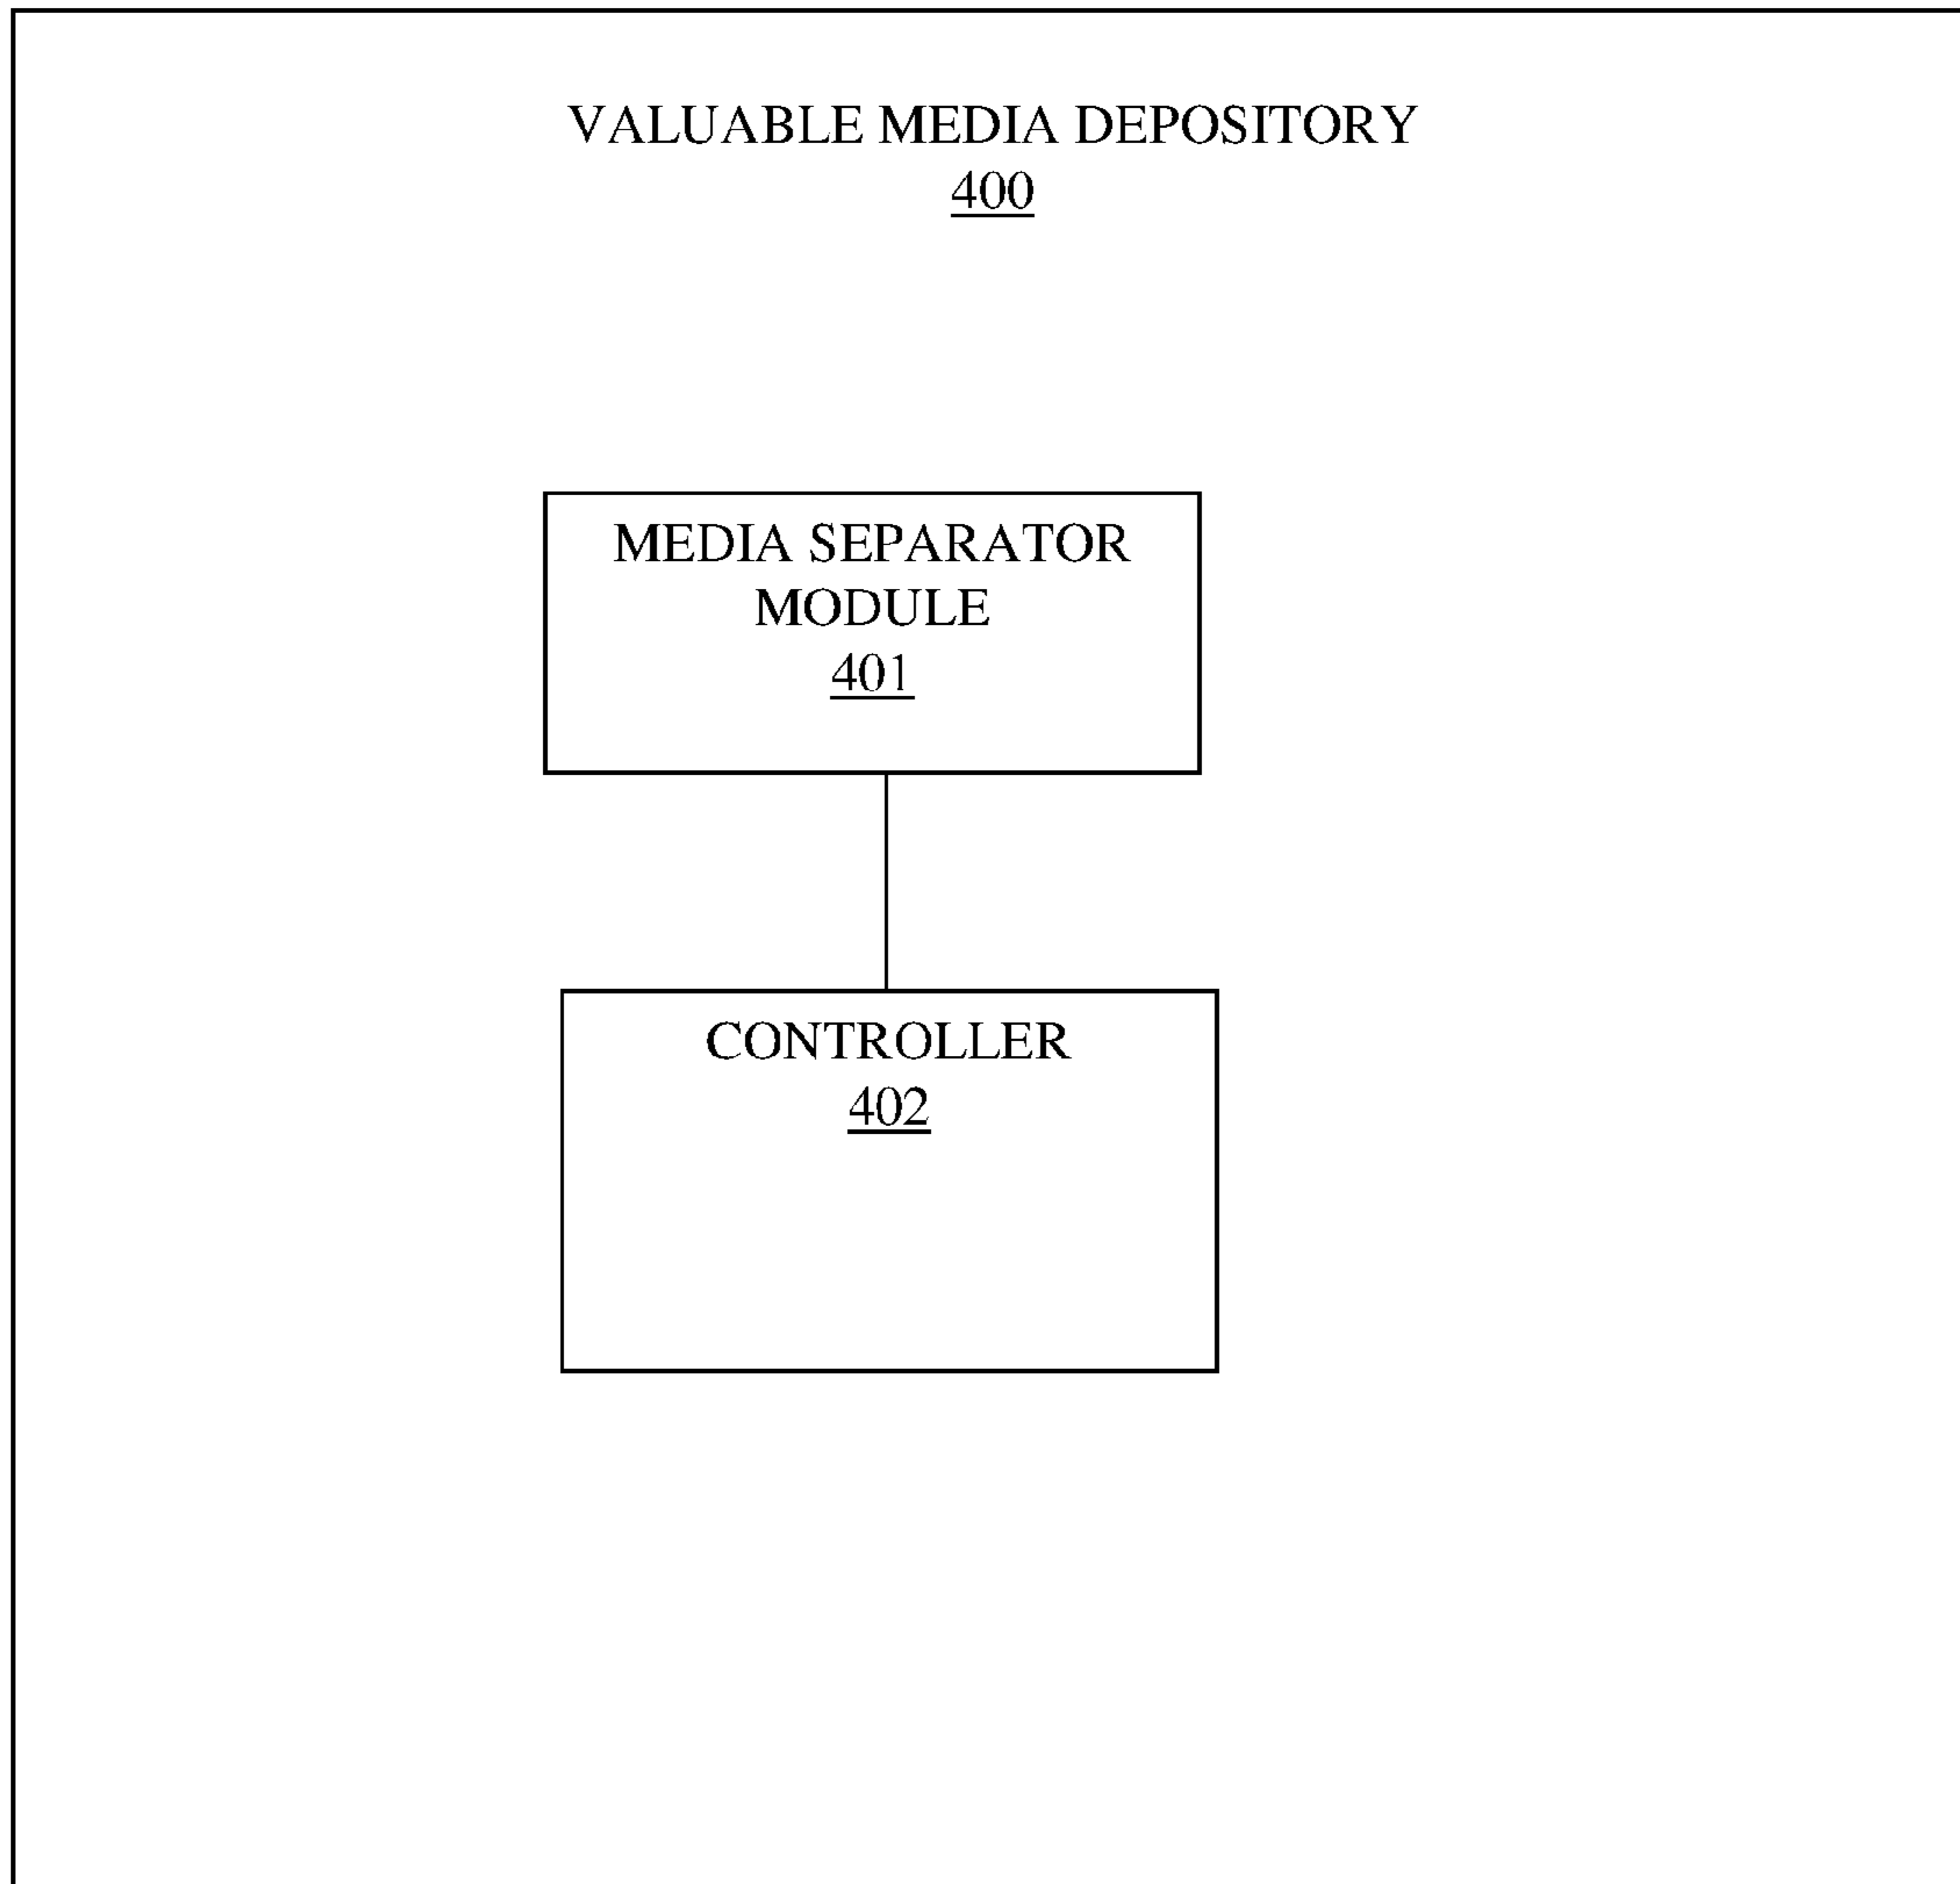 VALUABLE MEDIA DEPOSITORY
400
MEDIA SEPARATOR
MODULE
401
CONTROLLER
402